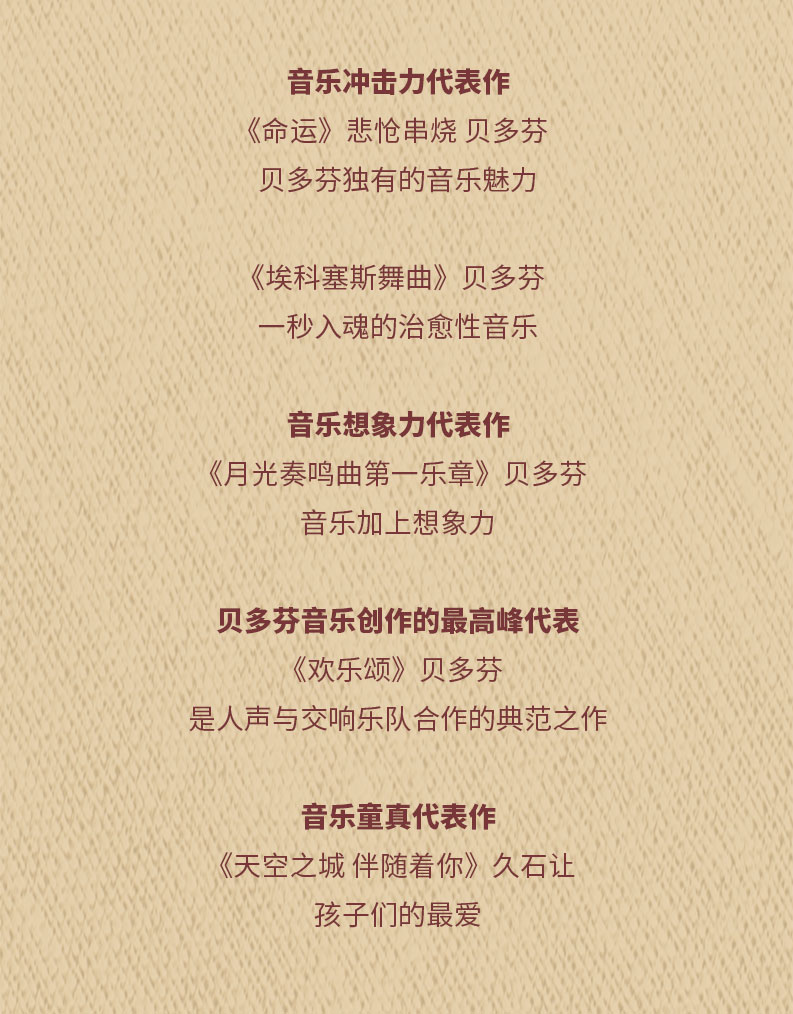 音乐冲击力代表作
《命运》悲怆串烧 贝多芬
贝多芬独有的音乐魅力
《埃科塞斯舞曲》贝多芬
一秒入魂的治愈性音乐
音乐想象力代表作
《月光奏鸣曲第一乐章》贝多芬
音乐加上想象力
贝多芬音乐创作的最高峰代表
《欢乐颂》贝多芬
是人声与交响乐队合作的典范之作
音乐童真代表作
《天空之城 伴随着你》久石让
孩子们的最爱